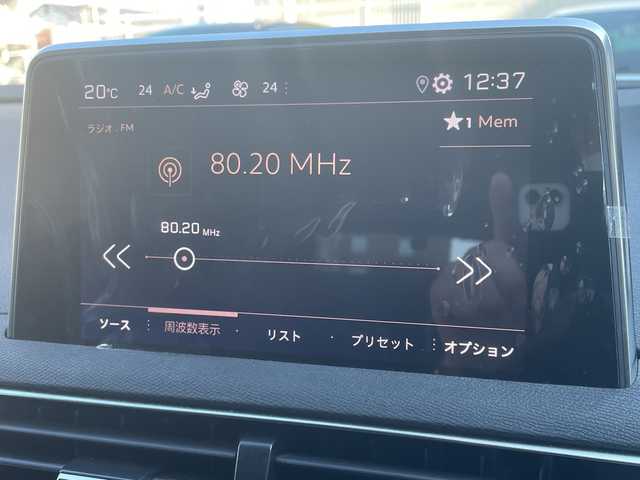 20℃ 24 A/C 24 12:37
ラジオ . FM
★1 Mem
80.20 MHz
80.20 MHz
ソース 周波数表示 リスト プリセット オプション